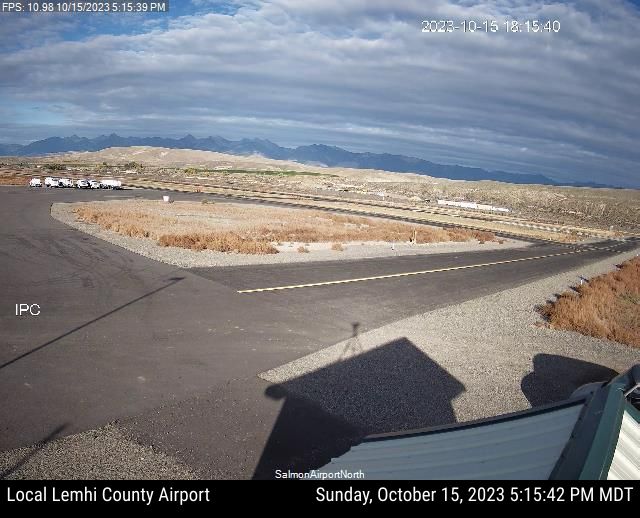 FPS: 10.98 10/15/2023 5:15:39 PM
2023-10-15 18:15:40
IPC
SalmonAirportNorth
Local Lemhi County Airport
Sunday, October 15, 2023 5:15:42 PM MDT